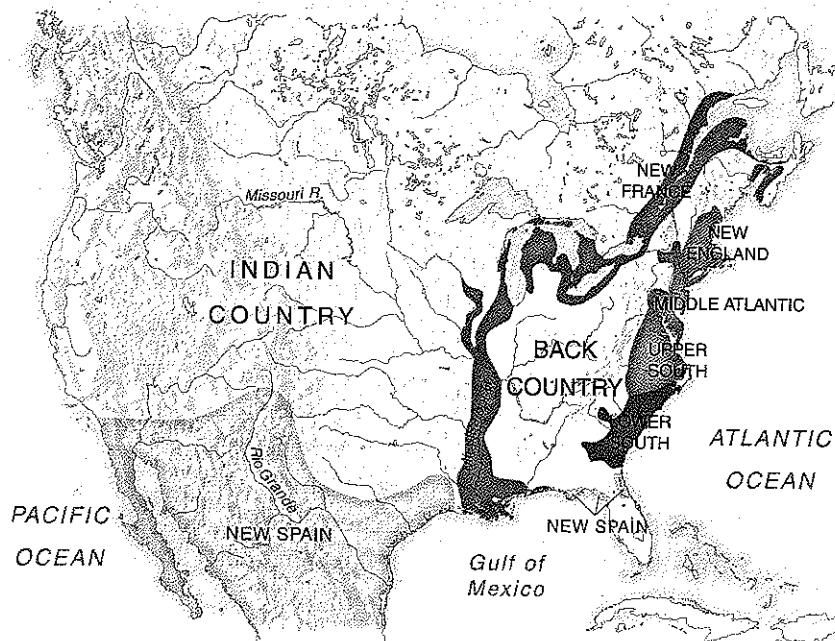 NEW
FRANCE
Missouri R.
NEW
ENGLAND
INDIAN
COUNTRY
MIDDLE ATLANTIC
BACK
COUNTRY
UPPER
SOUTH
LOWER
SOUTH
ATLANTIC
OCEAN
Rio Grande
PACIFIC
OCEAN
NEW SPAIN
NEW SPAIN
Gulf of
Mexico